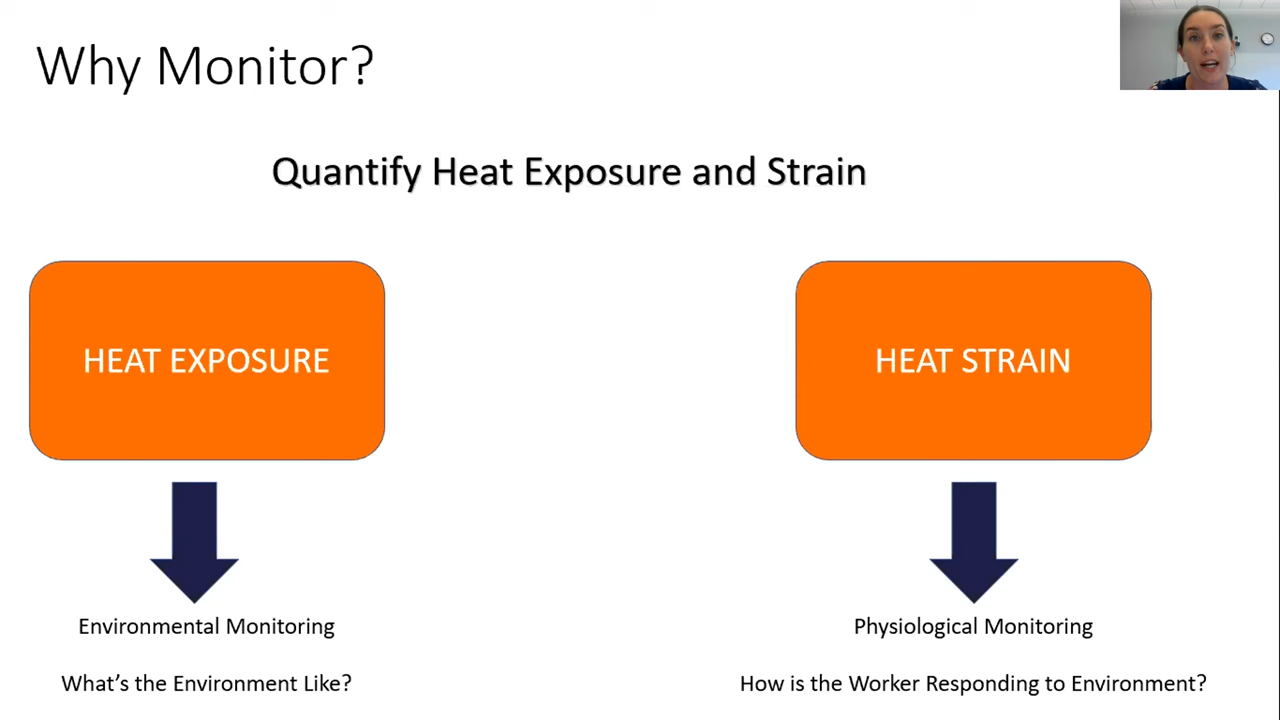 Why Monitor?
Quantify Heat Exposure and Strain
HEAT EXPOSURE
HEAT STRAIN
Environmental Monitoring
Physiological Monitoring
What’s the Environment Like?
How is the Worker Responding to Environment?